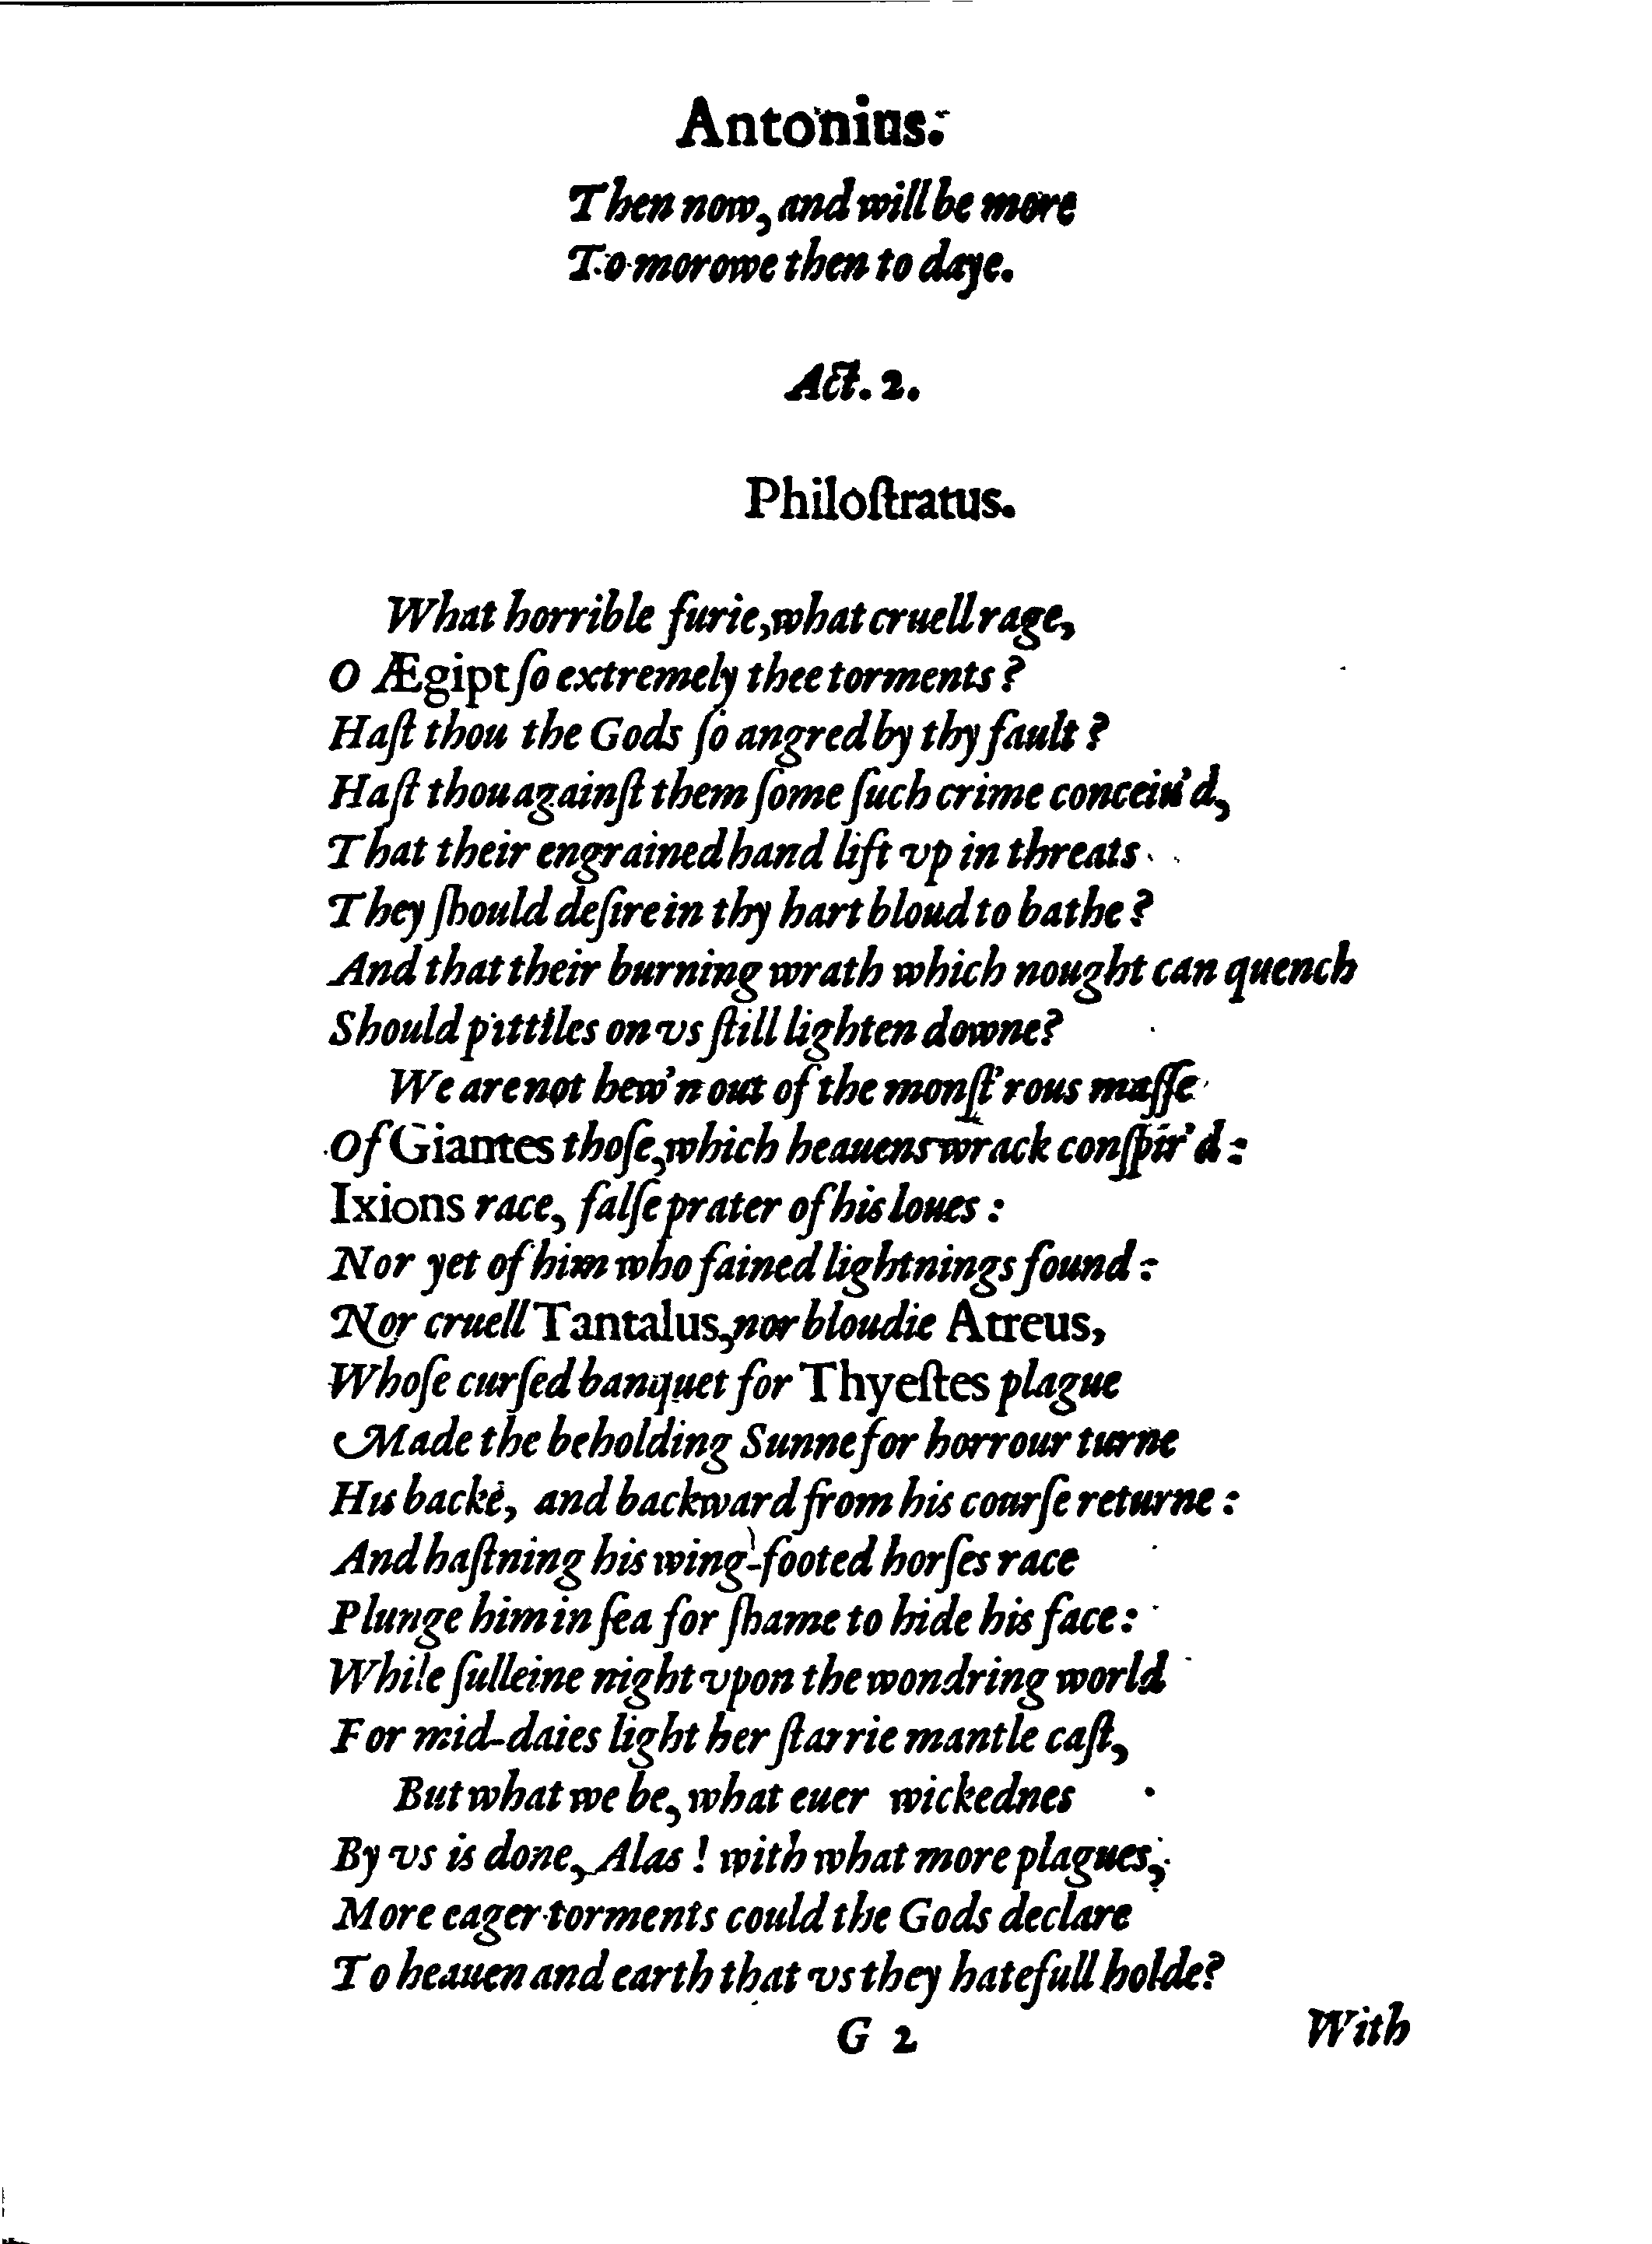 Antonius.
Then now, and will be more
To morowe then to daye.
Act. 2.
Philoſtratus.
What horrible furie, what cruell rage,
O Ægipt ſo extremely thee torments?
Haſt thou the Gods ſo angred by thy fault?
Haſt thou againſt them ſome ſuch crime conceiu'd,
That their engrained hand lift vp in threats
They ſhould deſire in thy hart bloud to bathe?
And that their burning wrath which nought can quench
Should pittiles on vs ſtill lighten downe?
We are not hew'n out of the monſt'rous maſſe
Of Giantes thoſe, which heauens wrack conſpir'd:
Ixions race, falſe prater of his loues:
Nor yet of him who fained lightnings found:
Nor cruell Tantalus, nor bloudie Atreus,
Whoſe curſed banquet for Thyeſtes plague
Made the beholding Sunne for horrour turne
His backe, and backward from his courſe returne:
And haſtning his wing-footed horſes race
Plunge him in ſea for ſhame to hide his face:
While ſulleine night vpon the wondring world
For mid-daies light her ſtarrie mantle caſt,
But what we be, what euer wickednes
By vs is done, Alas! with what more plagues,
More eager torments could the Gods declare
To heauen and earth that vs they hatefull holde?
G 2
With